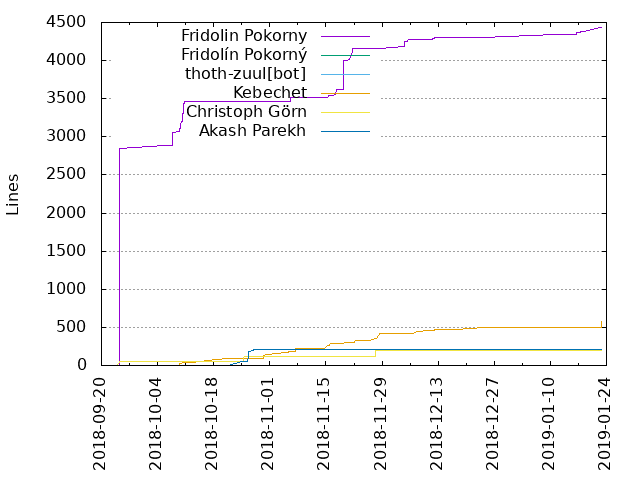 4500
4000
3500
3000
2500
2000
1500
1000
500
0
Lines
Fridolin Pokorny
Fridolín Pokorný
thoth-zuul[bot]
Kebechet
Christoph Görn
Akash Parekh
2018-09-20
2018-10-04
2018-10-18
2018-11-01
2018-11-15
2018-11-29
2018-12-13
2018-12-27
2019-01-10
2019-01-24